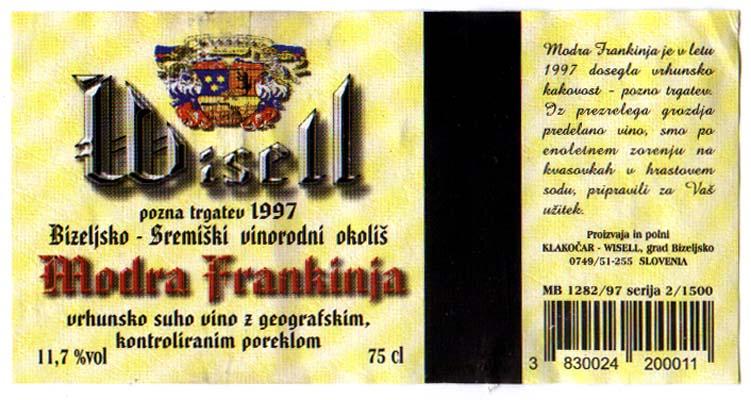 Wisell
pozna trgatev 1997
Bizeljsko - Sremiški vinorodni okoliš
Modra Frankinja
vrhunsko suho vino z geografskim,
kontroliranim poreklom
11,7 %vol
75 cl
Modra Frankinja je v letu
1997 dosegla vrhunsko
kakovost - pozno trgatev.
Iz prezrelega grozdja
predelano vino, smo po
enoletnem zorenju na
kvasovkah v hrastovem
sodu, pripravili za Vaš
užitek.
Proizvaja in polni
KLAKOČAR - WISELL, grad Bizeljsko
0749/51-255 SLOVENIA
MB 1282/97 serija 2/1500
3 830024 200011